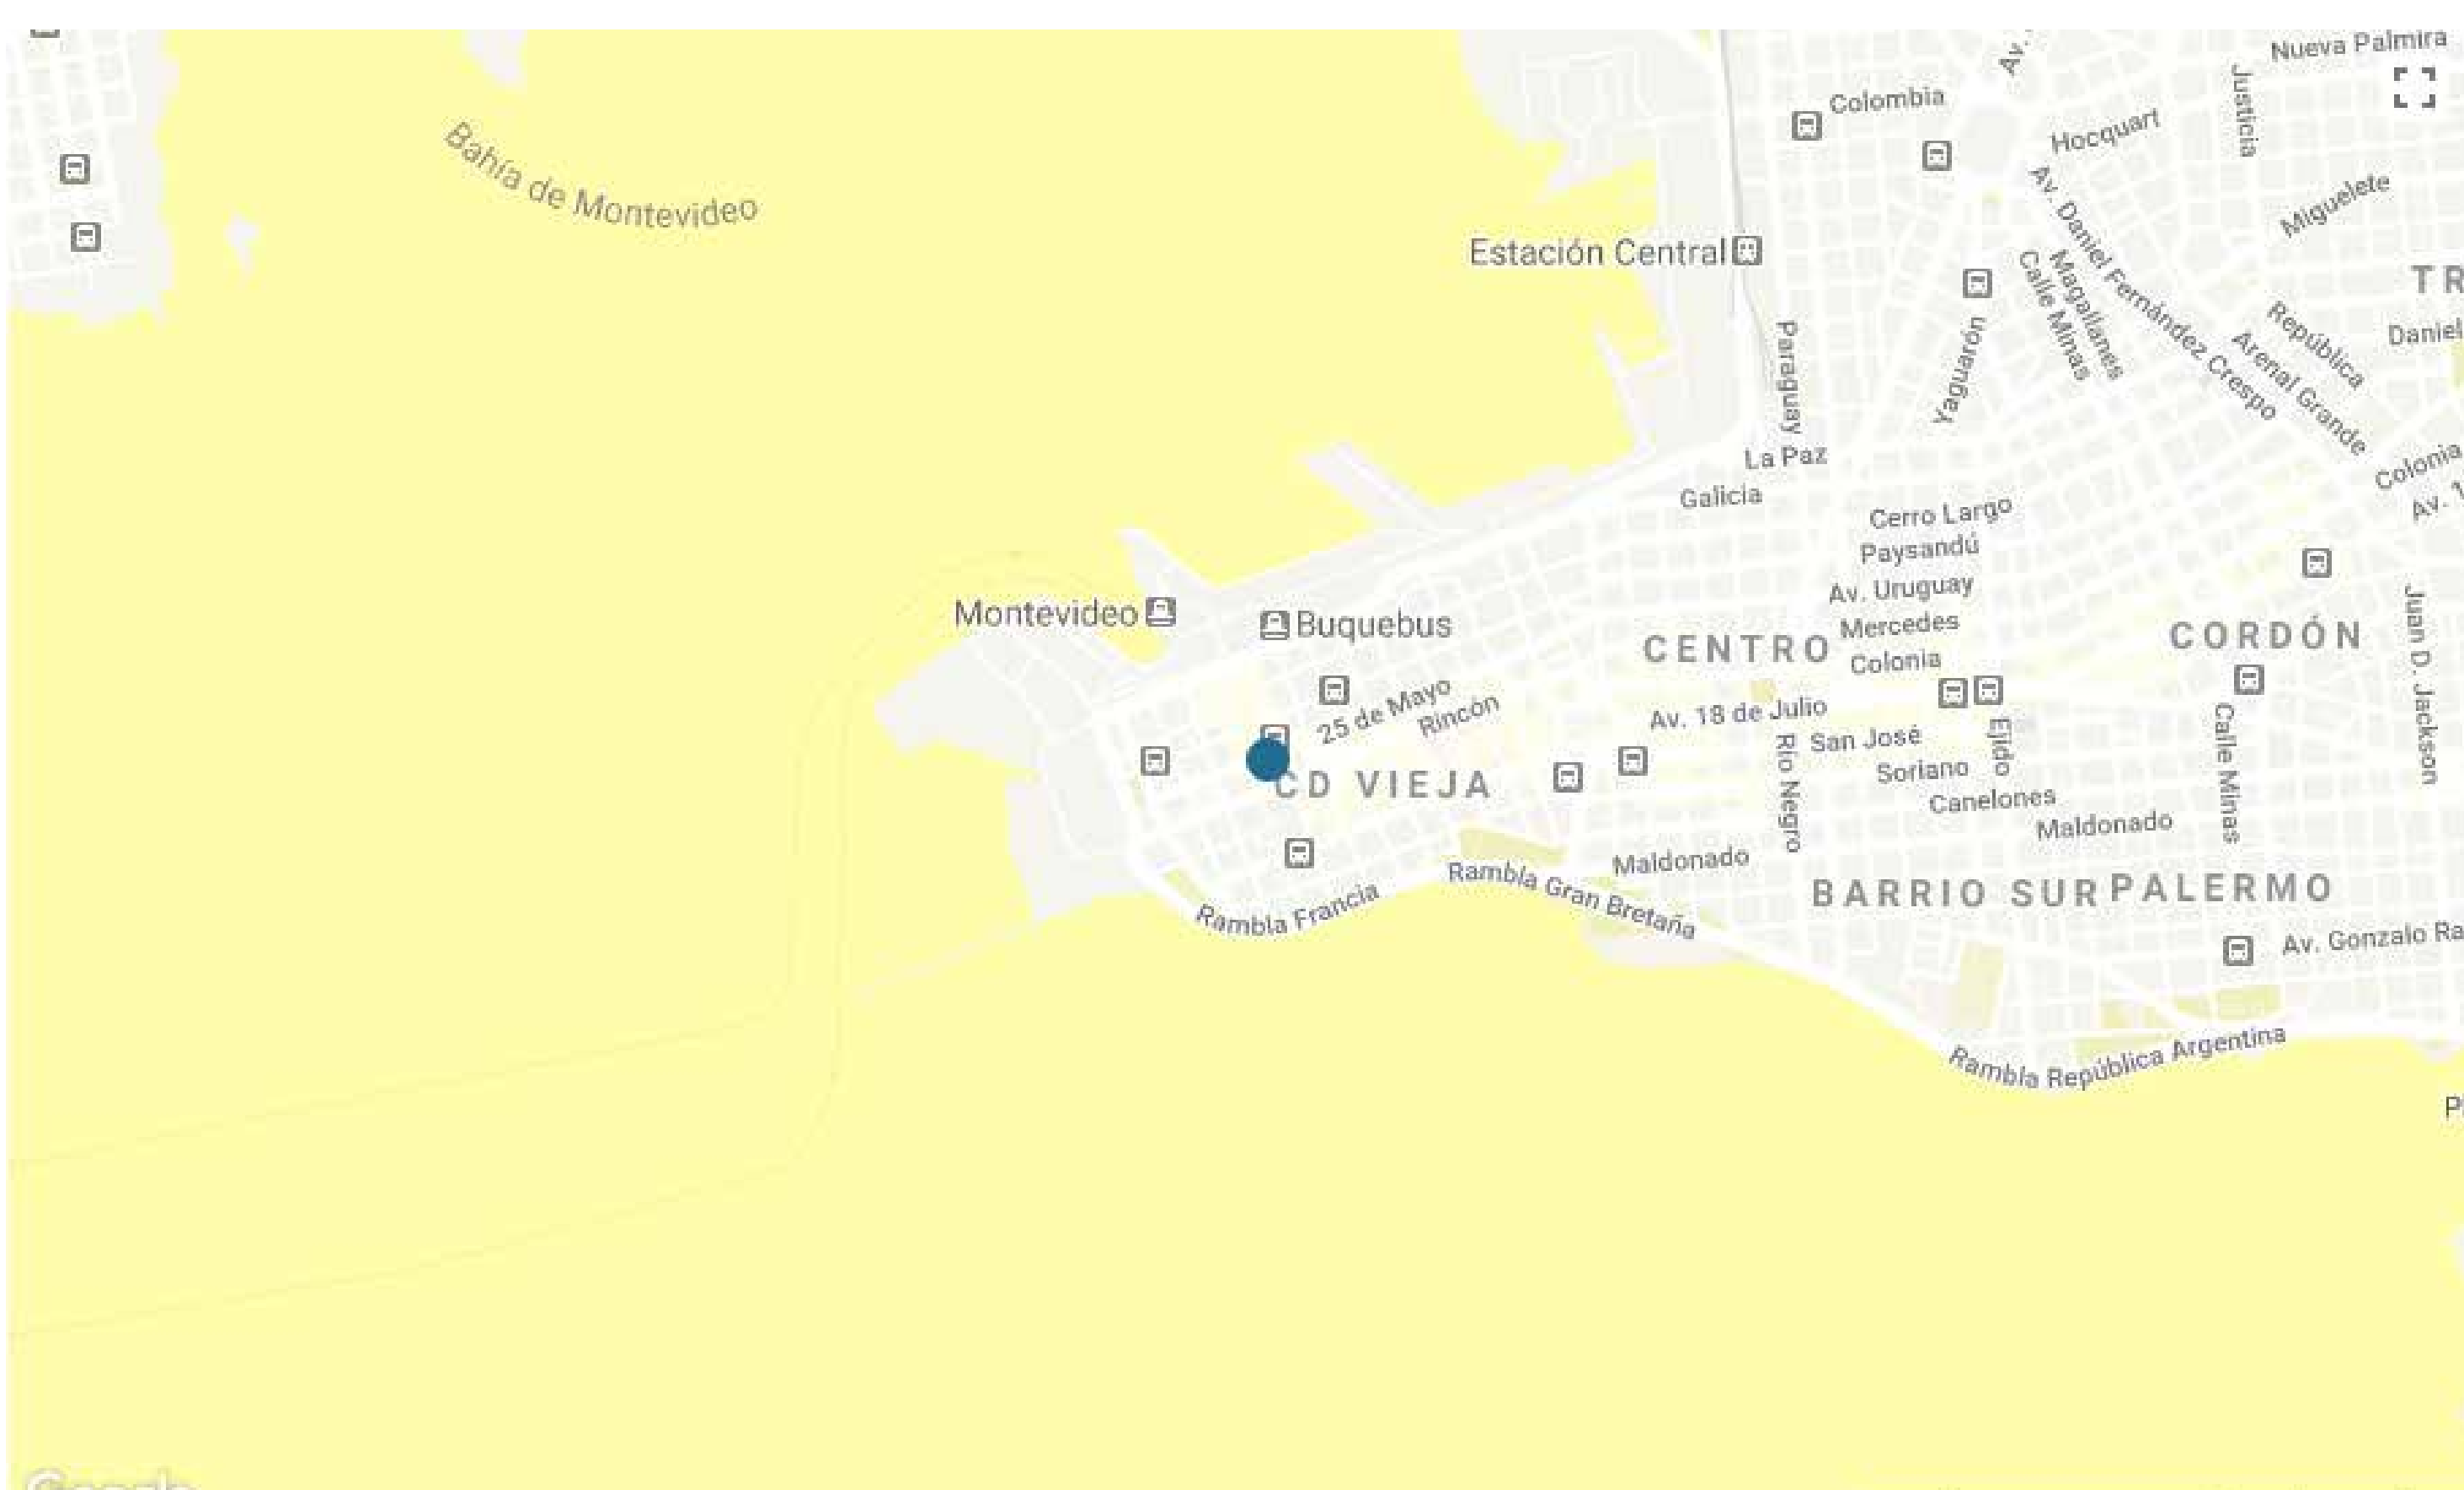 Nueva Palmira
Av.
Justicia
Colombia
Hocquart
Bahía de Montevideo
Av. Daniel Fernández Crespo
Miguelete
Estación Central
Magallanes
Calle Minas
TR
República
Daniel
Paraguay
Yaguarón
Arenal Grande
La Paz
Colonia
Galicia
Av. 1
Cerro Largo
Paysandú
Av. Uruguay
Juan D. Jackson
Montevideo
Buquebus
Mercedes
CENTRO
CORDÓN
Colonia
25 de Mayo
Rincón
Av. 18 de Julio
San José
Ejido
Calle Minas
Río Negro
Soriano
CD VIEJA
Canelones
Maldonado
Maldonado
Rambla Gran Bretaña
Rambla Francia
BARRIO SUR
PALERMO
Av. Gonzalo Ra
Rambla República Argentina
P